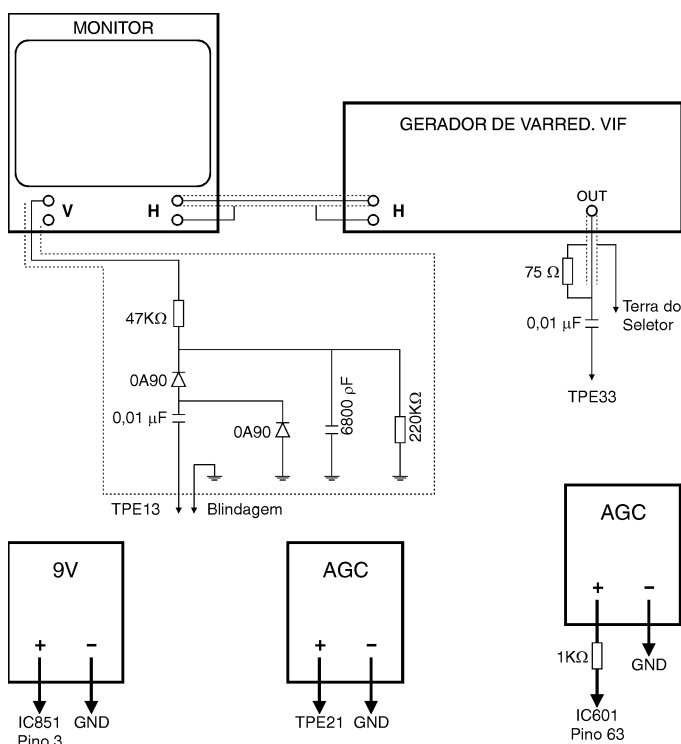 MONITOR
V
H
GERADOR DE VARRED. VIF
H
OUT
75 Ω
Terra do
Seletor
0,01 μF
TPE33
47KΩ
0A90
0,01 μF
0A90
6800 ρF
220KΩ
TPE13
Blindagem
9V
+ −
IC851 GND
Pino 3
AGC
+ −
TPE21 GND
AGC
+ −
1KΩ
GND
IC601
Pino 63